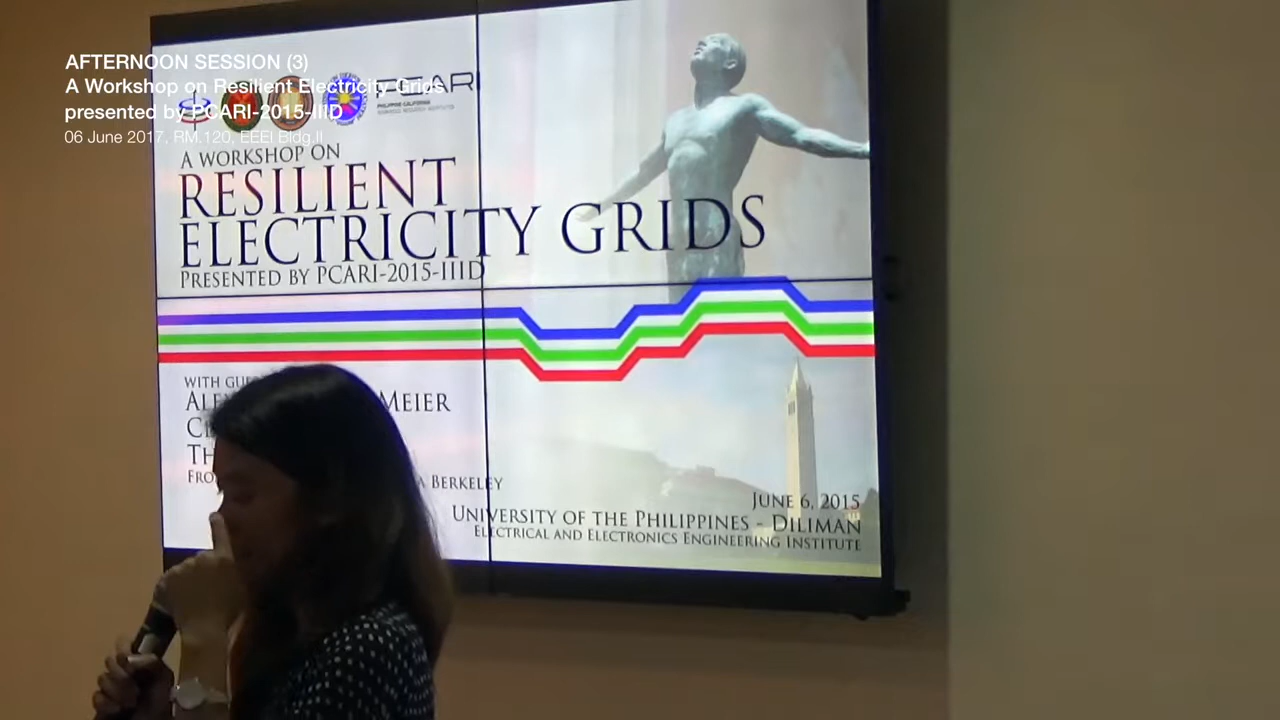 AFTERNOON SESSION (3)
A Workshop on Resilient Electricity Grids
presented by PCARI-2015-IIID
06 June 2017, RM.120, EEEI Bldg.II
PCARI
A WORKSHOP ON
RESILIENT
ELECTRICITY GRIDS
PRESENTED BY PCARI-2015-IIID
WITH
MEIER
BERKELEY
JUNE 6, 2015
UNIVERSITY OF THE PHILIPPINES - DILIMAN
ELECTRICAL AND ELECTRONICS ENGINEERING INSTITUTE